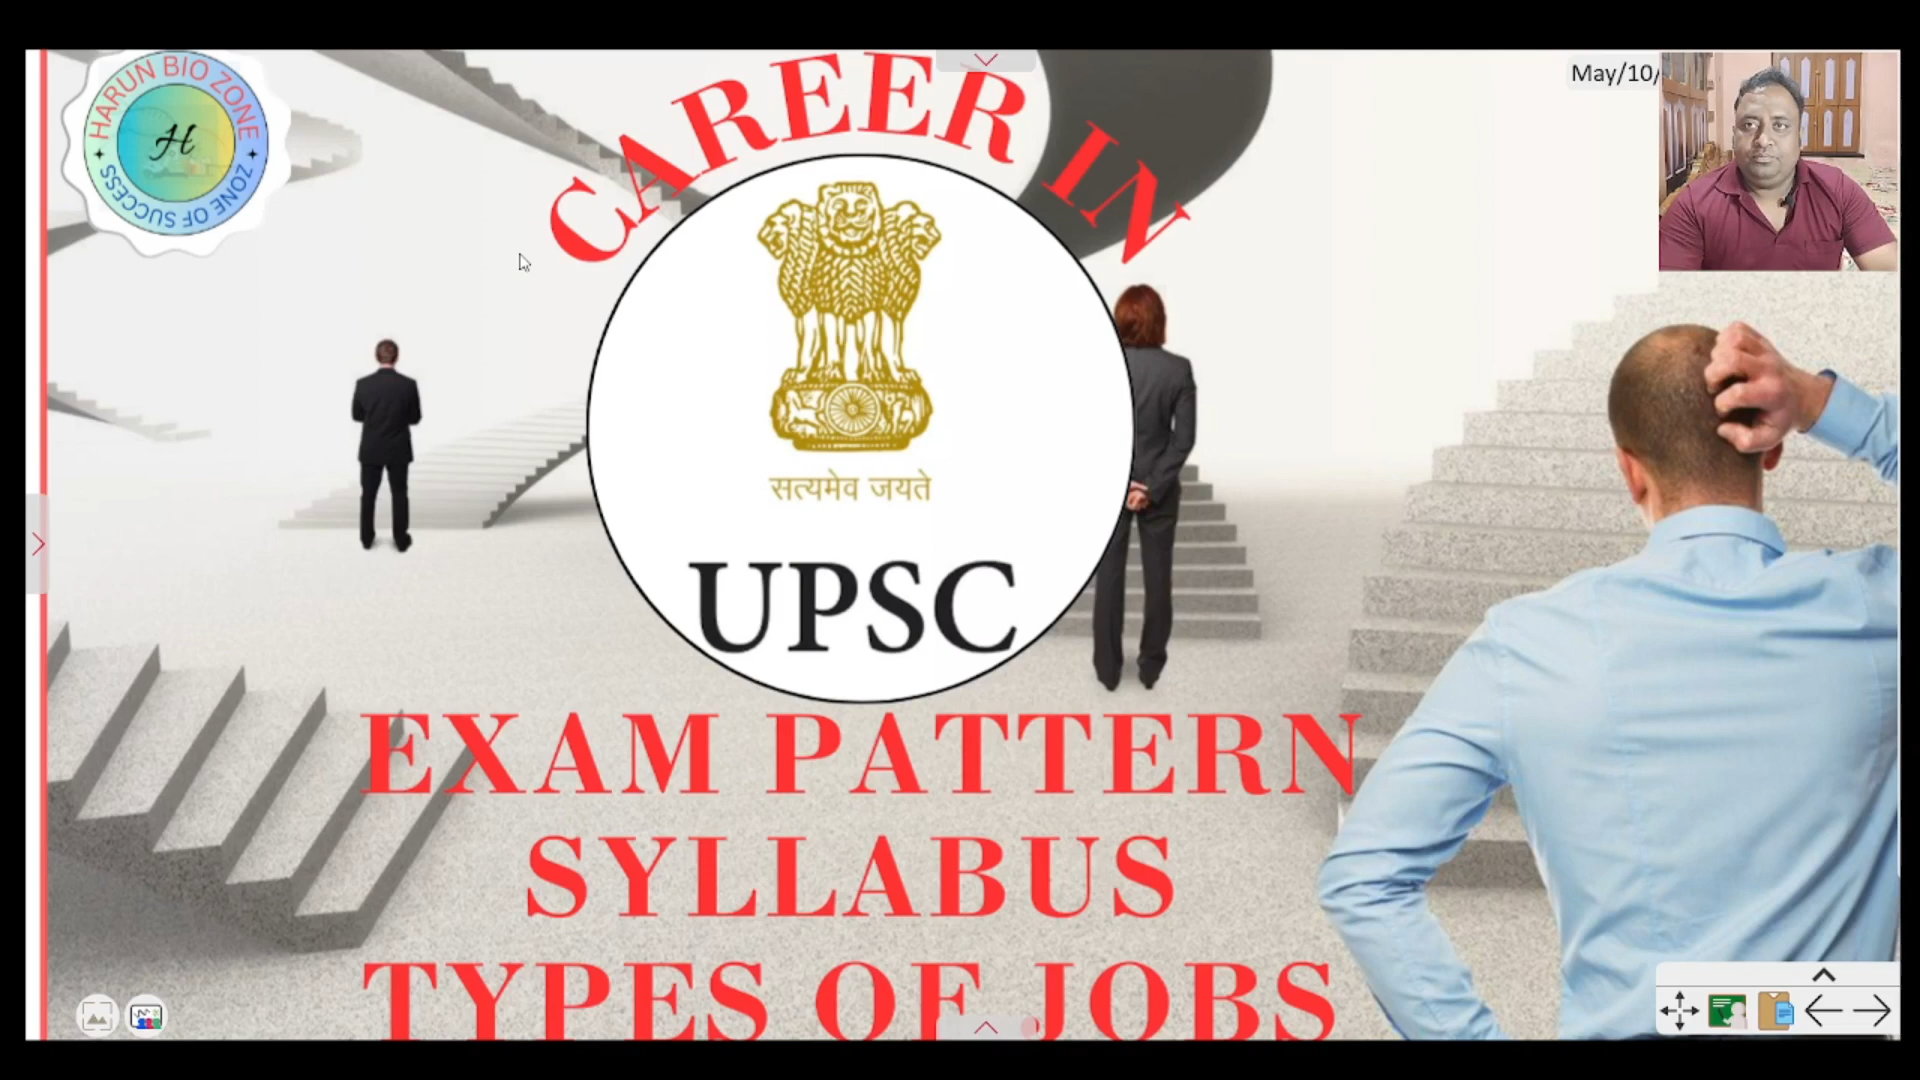 HARUN BIO ZONE
ZONE OF SUCCESS
H
May/10/
CAREER IN
सत्यमेव जयते
UPSC
EXAM PATTERN
SYLLABUS
TYPES OF JOBS